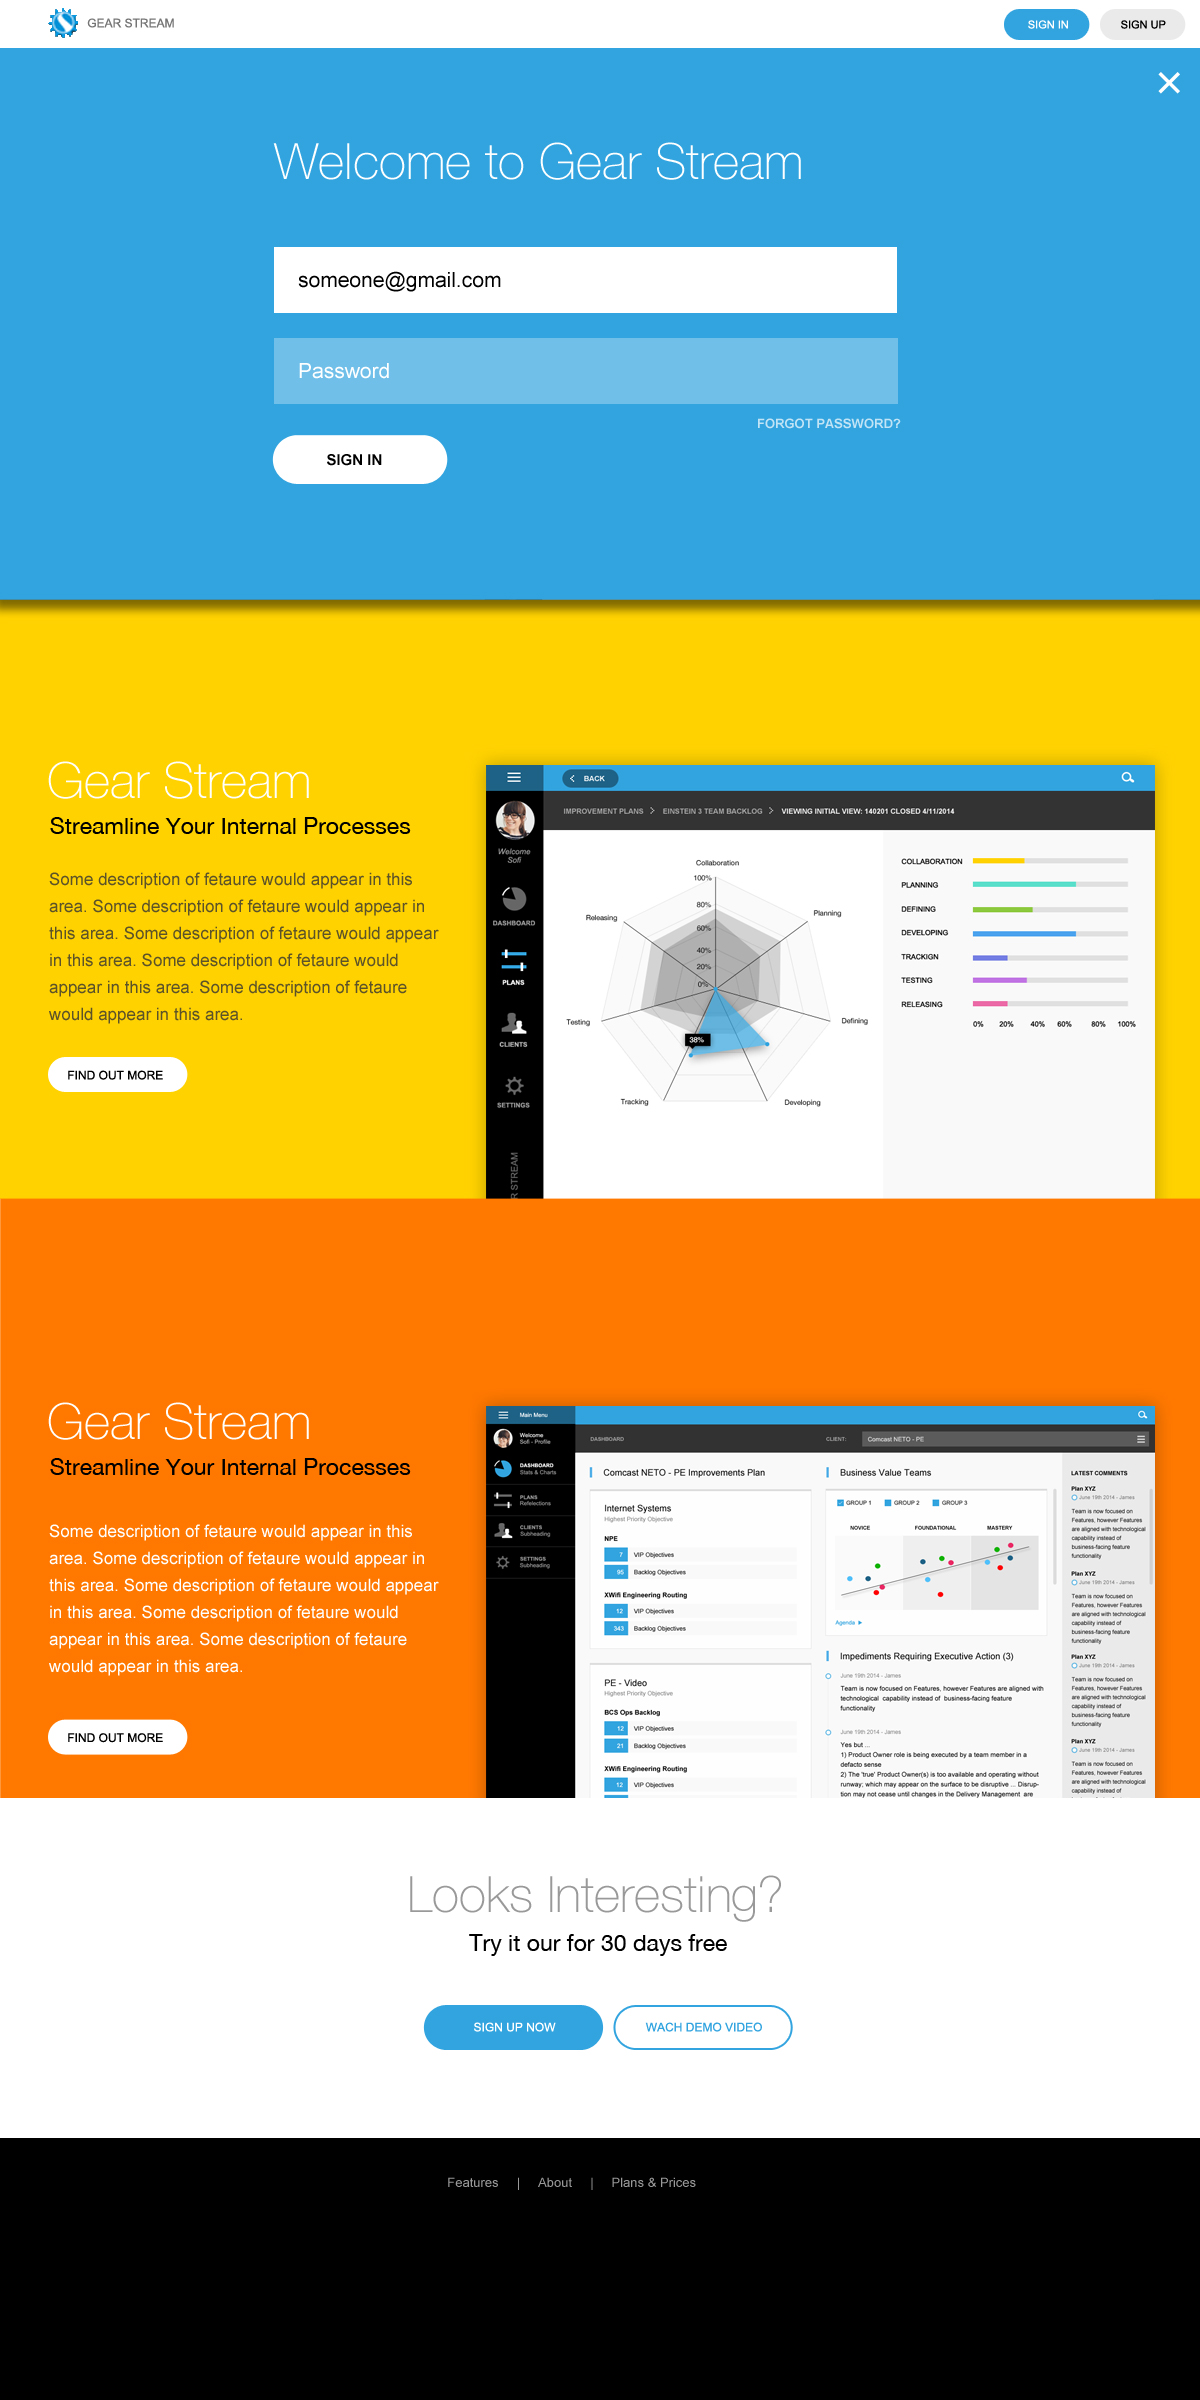 GEAR STREAM
SIGN IN
SIGN UP
Welcome to Gear Stream
someone@gmail.com
Password
FORGOT PASSWORD?
SIGN IN
Gear Stream
Streamline Your Internal Processes
Some description of fetaure would appear in this
area. Some description of fetaure would appear in
this area. Some description of fetaure would appear
in this area. Some description of fetaure would
appear in this area. Some description of fetaure
would appear in this area.
FIND OUT MORE
BACK
IMPROVEMENT PLANS
EINSTEIN 3 TEAM BACKLOG
VIEWING INITIAL VIEW: 140201 CLOSED 4/11/2014
Welcome
Sofi
DASHBOARD
PLANS
CLIENTS
SETTINGS
R STREAM
Collaboration
100%
80%
60%
40%
20%
0%
Releasing
Planning
Testing
Defining
38%
Tracking
Developing
COLLABORATION
PLANNING
DEFINING
DEVELOPING
TRACKIGN
TESTING
RELEASING
0% 20% 40% 60% 80% 100%
Gear Stream
Streamline Your Internal Processes
Some description of fetaure would appear in this
area. Some description of fetaure would appear in
this area. Some description of fetaure would appear
in this area. Some description of fetaure would
appear in this area. Some description of fetaure
would appear in this area.
FIND OUT MORE
Main Menu
Welcome
Sofi - Profile
DASHBOARD
Stats & Charts
PLANS
Refelections
CLIENTS
Subheading
SETTINGS
Subheading
DASHBOARD
CLIENT:
Comcast NETO - PE
Comcast NETO - PE Improvements Plan
Internet Systems
Highest Priority Objective
NPE
7 VIP Objectives
95 Backlog Objectives
XWifi Engineering Routing
12 VIP Objectives
343 Backlog Objectives
PE - Video
Highest Priority Objective
BCS Ops Backlog
12 VIP Objectives
21 Backlog Objectives
XWifi Engineering Routing
12 VIP Objectives
Business Value Teams
GROUP 1 GROUP 2 GROUP 3
NOVICE FOUNDATIONAL MASTERY
Agenda
Impediments Requiring Executive Action (3)
June 19th 2014 - James
Team is now focused on Features, however Features are aligned with
technological capability instead of business-facing feature
functionality
June 19th 2014 - James
Yes but ...
1) Product Owner role is being executed by a team member in a
defacto sense
2) The 'true' Product Owner(s) is too available and operating without
runway; which may appear on the surface to be disruptive ... Disrup-
tion may not cease until changes in the Delivery Management are
LATEST COMMENTS
Plan XYZ
June 19th 2014 - James
Team is now focused on
Features, however Features
are aligned with technological
capability instead of
business-facing feature
functionality
Plan XYZ
June 19th 2014 - James
Team is now focused on
Features, however Features
are aligned with technological
capability instead of
business-facing feature
functionality
Plan XYZ
June 19th 2014 - James
Team is now focused on
Features, however Features
are aligned with technological
capability instead of
business-facing feature
functionality
Plan XYZ
June 19th 2014 - James
Team is now focused on
Features, however Features
are aligned with technological
capability instead of
Looks Interesting?
Try it our for 30 days free
SIGN UP NOW
WACH DEMO VIDEO
Features | About | Plans & Prices